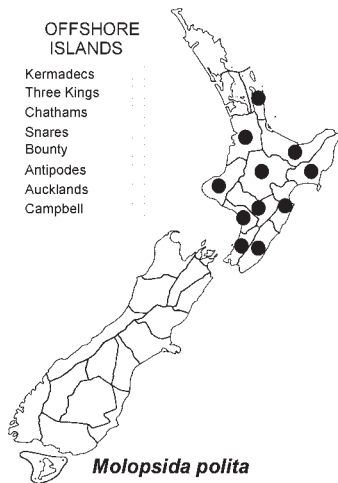 OFFSHORE
ISLANDS
Kermadecs
Three Kings
Chathams
Snares
Bounty
Antipodes
Aucklands
Campbell
Molopsida polita